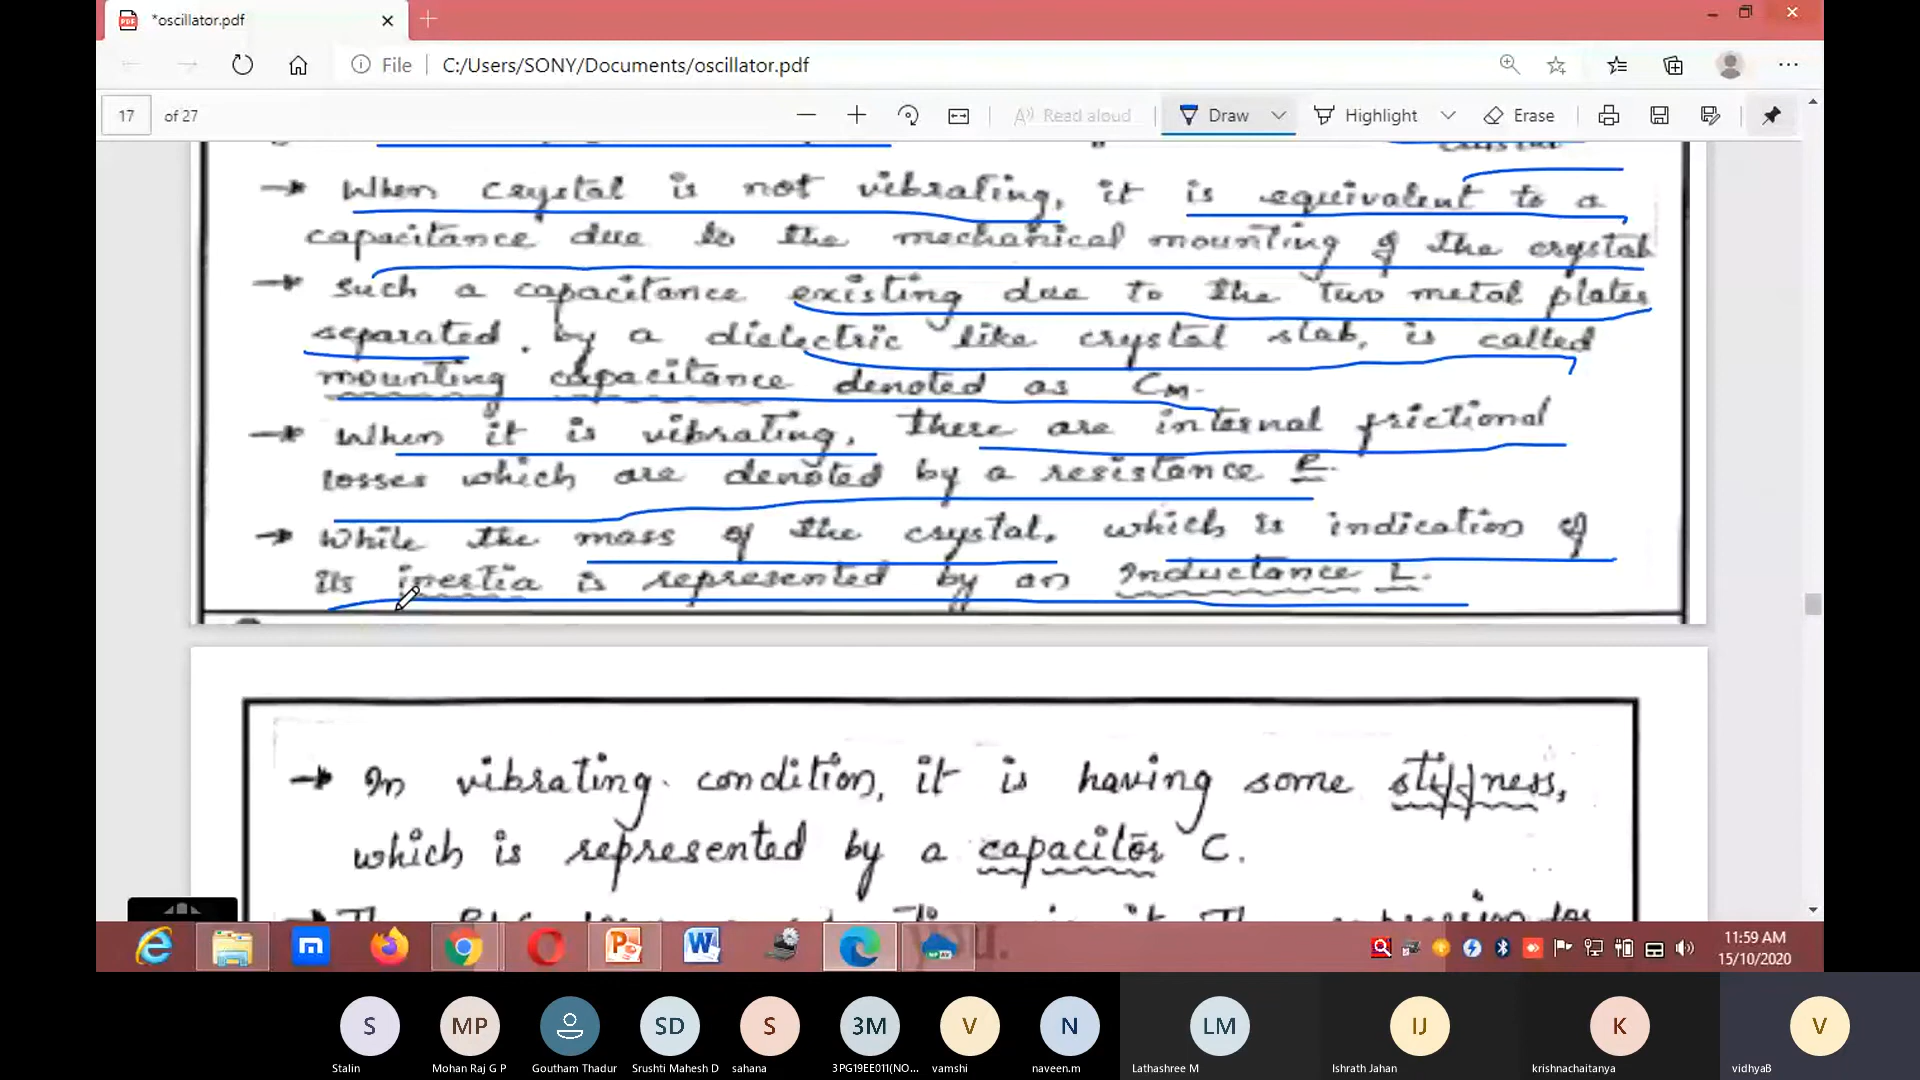 *oscillator.pdf
File C:/Users/SONY/Documents/oscillator.pdf
17 of 27 Read aloud Draw Highlight Erase
crystal
→ When crystal is not vibrating, it is equivalent to a
capacitance due to the mechanical mounting of the crystal
→ Such a capacitance existing due to the two metal plates
separated by a dielectric like crystal slab, is called
mounting capacitance denoted as CM.
→ When it is vibrating, there are internal frictional
losses which are denoted by a resistance R.
→ While the mass of the crystal, which is indication of
its inertia is represented by an Inductance L.
→ In vibrating condition, it is having some stiffness,
which is represented by a capacitor C.
you.
11:59 AM
15/10/2020
S MP SD S 3M V N LM IJ K V
Stalin Mohan Raj G P Goutham Thadur Srushti Mahesh D sahana 3PG19EE011(NO... vamshi naveen.m Lathashree M Ishrath Jahan krishnachaitanya vidhyaB